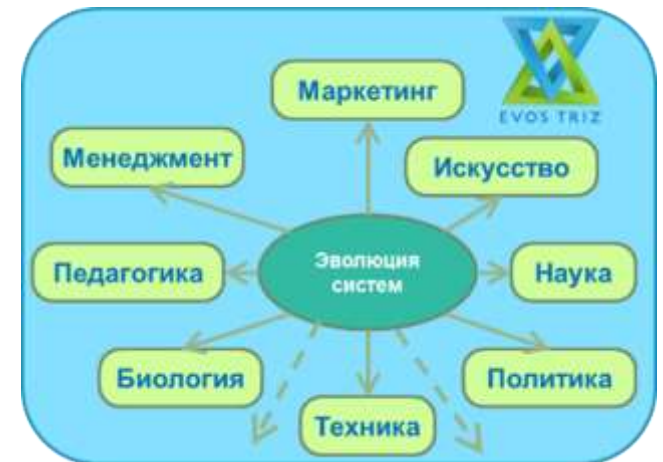 Маркетинг
EVOS TRIZ
Менеджмент
Искусство
Эволюция
систем
Педагогика
Наука
Биология
Политика
Техника